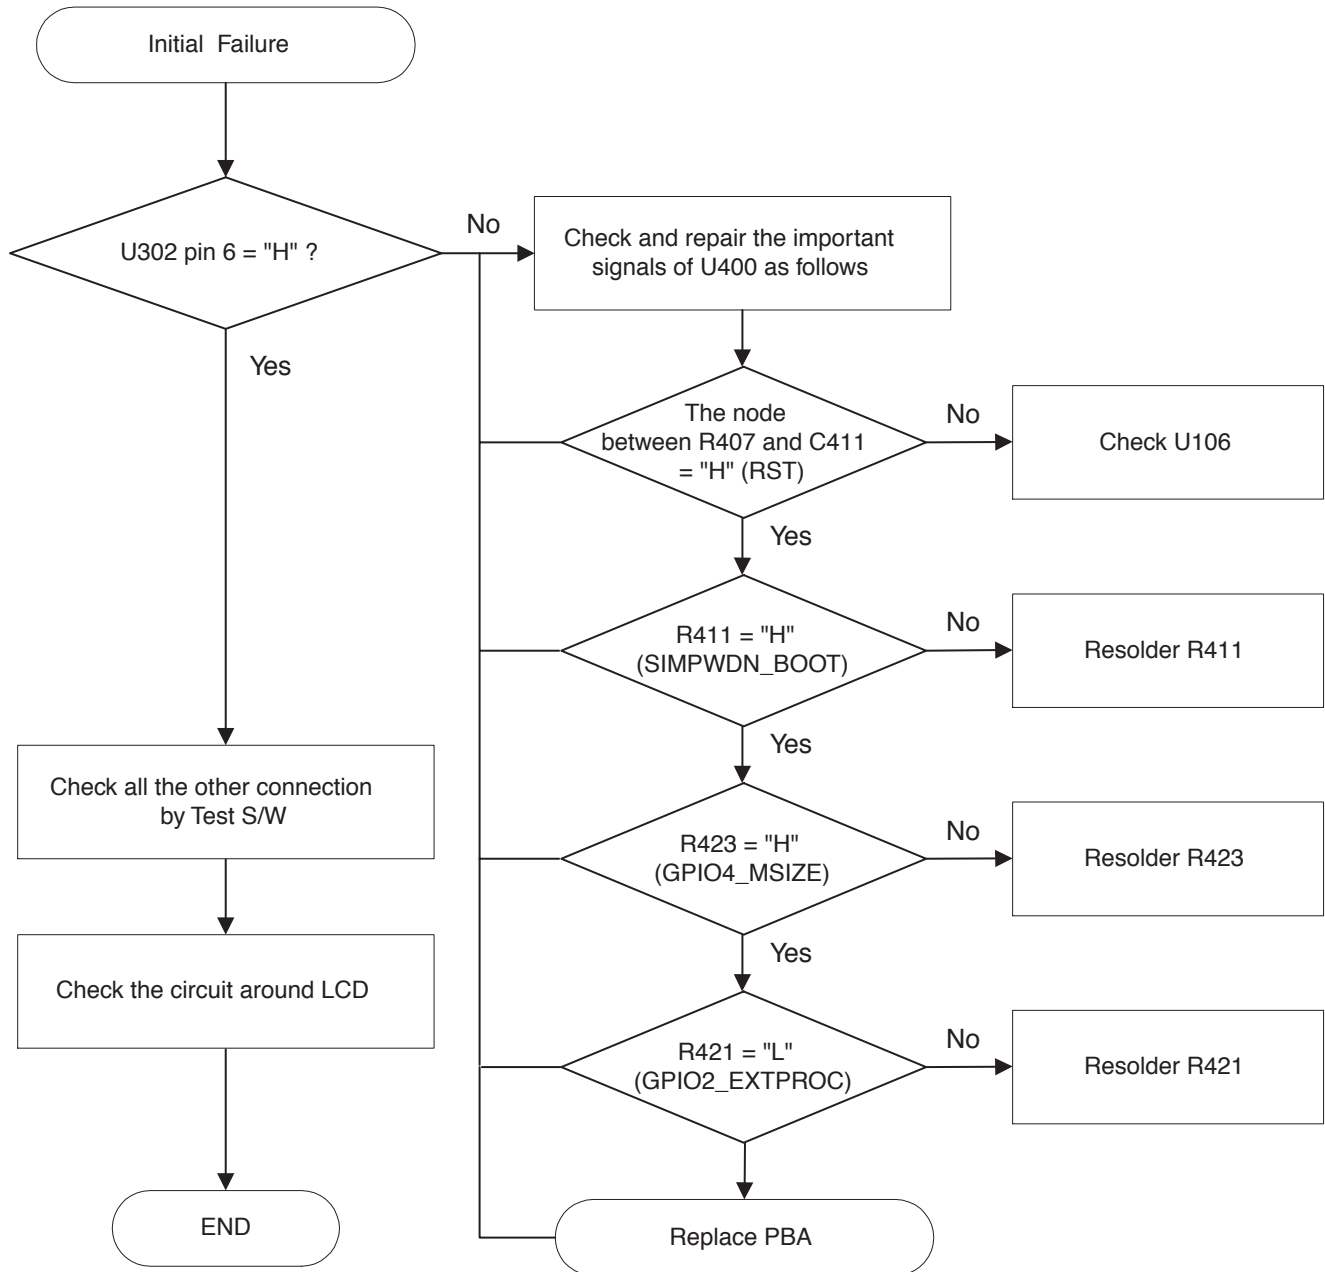 Initial Failure
U302 pin 6 = "H" ?
No
Check and repair the important
signals of U400 as follows
Yes
The node
between R407 and C411
= "H" (RST)
No
Check U106
Yes
R411 = "H"
(SIMPWDN_BOOT)
No
Resolder R411
Yes
Check all the other connection
by Test S/W
R423 = "H"
(GPIO4_MSIZE)
No
Resolder R423
Yes
Check the circuit around LCD
R421 = "L"
(GPIO2_EXTPROC)
No
Resolder R421
END
Replace PBA